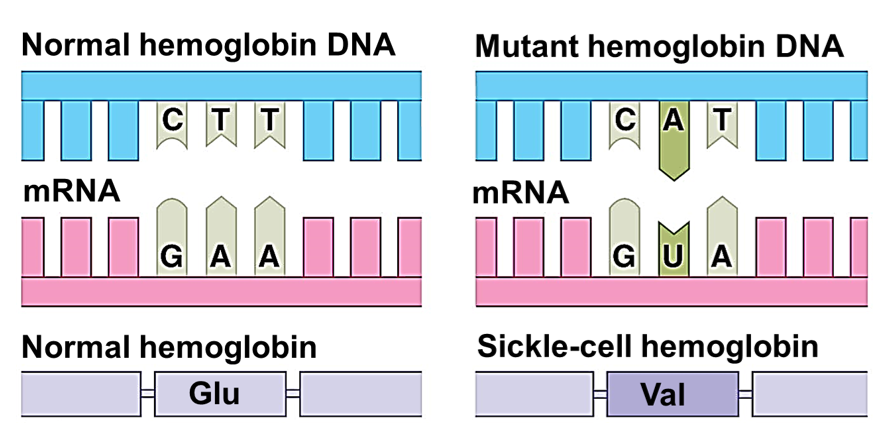 Normal hemoglobin DNA
C T T
mRNA
G A A
Normal hemoglobin
Glu
Mutant hemoglobin DNA
C A T
mRNA
G U A
Sickle-cell hemoglobin
Val